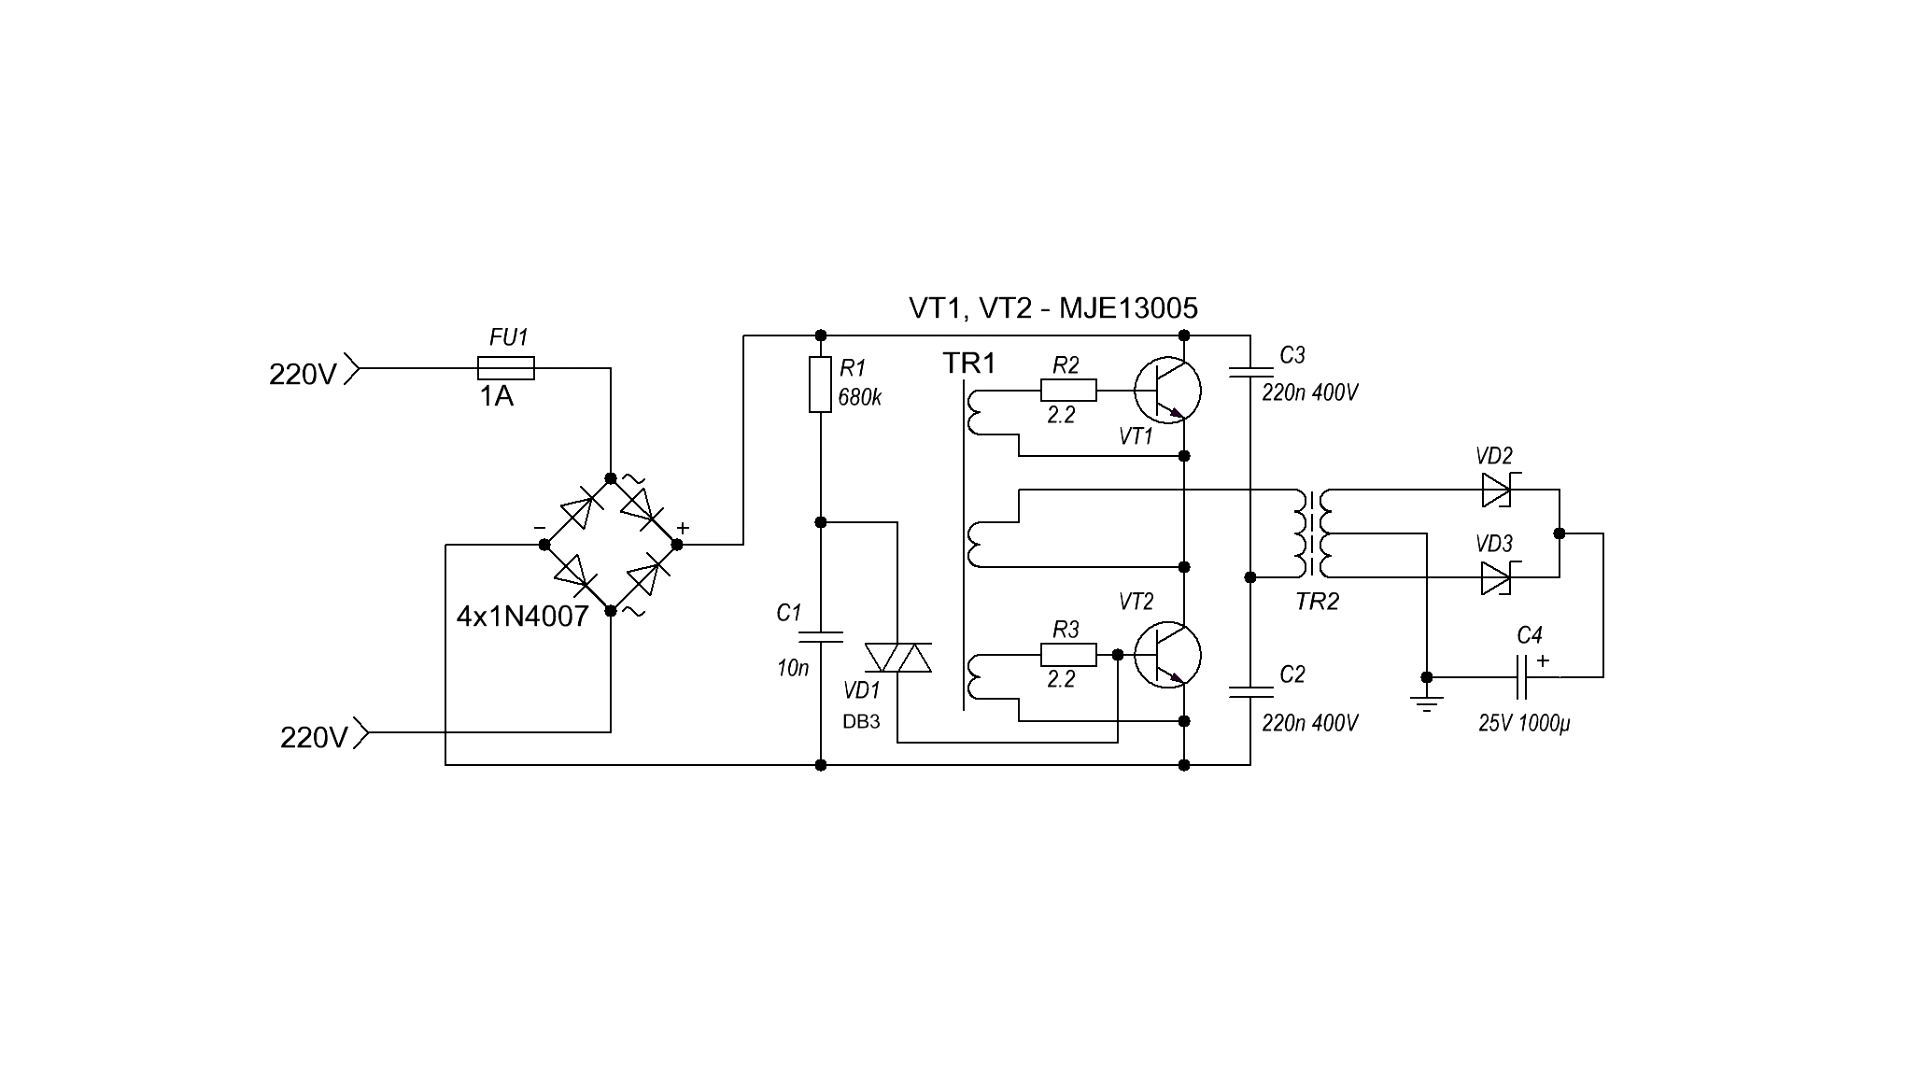 VT1, VT2 - MJE13005
FU1
220V
1A
TR1
R1
680k
R2
2.2
VT1
C3
220n 400V
~
−
+
4x1N4007
~
C1
10n
VD1
DB3
VT2
R3
2.2
TR2
C2
220n 400V
VD2
VD3
C4
+
25V 1000µ
220V